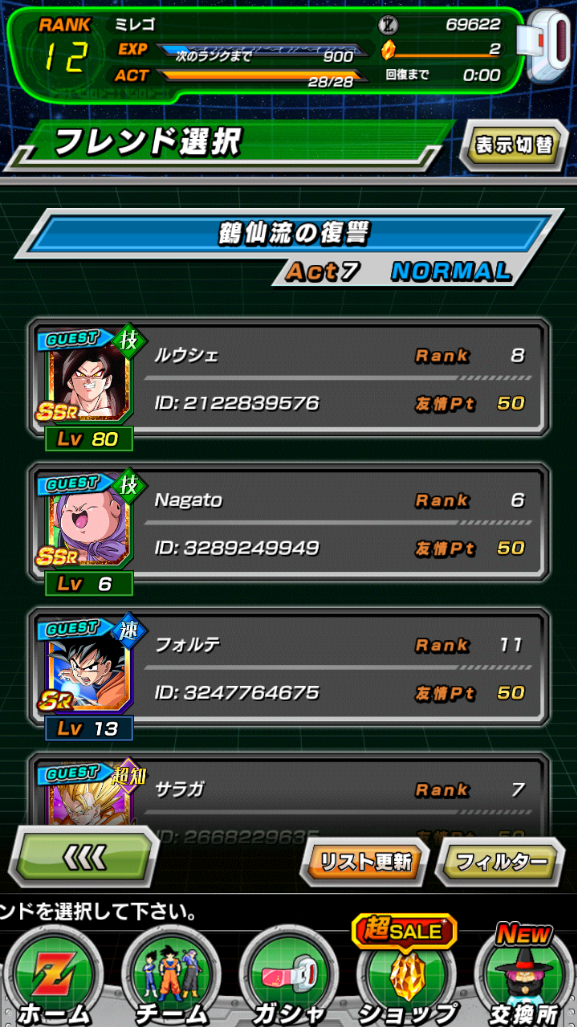 RANK ミレゴ Z 69622
12 EXP 次のランクまで 900 2
ACT 28/28 回復まで 0:00
フレンド選択 表示切替
鶴仙流の復讐
Act7 NORMAL
GUEST 技 ルウシェ Rank 8
SSR ID: 2122839576 友情Pt 50
Lv 80
GUEST 技 Nagato Rank 6
SSR ID: 3289249949 友情Pt 50
Lv 6
GUEST 速 フォルテ Rank 11
SR ID: 3247764675 友情Pt 50
Lv 13
GUEST 超知 サラガ Rank 7
ID: 2668229635 友情Pt 50
<<< リスト更新 フィルター
ンドを選択して下さい。
超SALE NEW
Z
ホーム チーム ガシャ ショップ 交換所